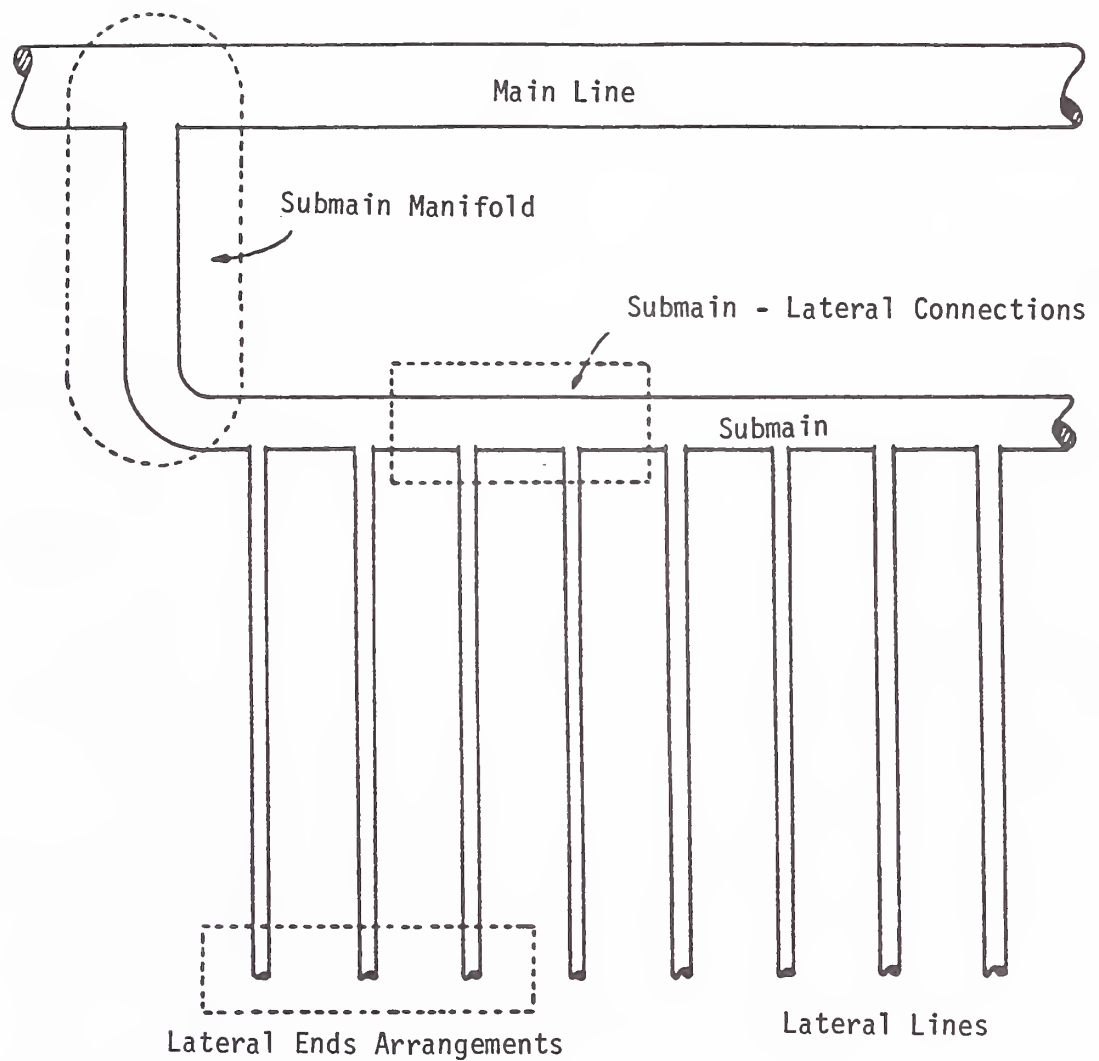 Main Line
Submain Manifold
Submain - Lateral Connections
Submain
Lateral Lines
Lateral Ends Arrangements